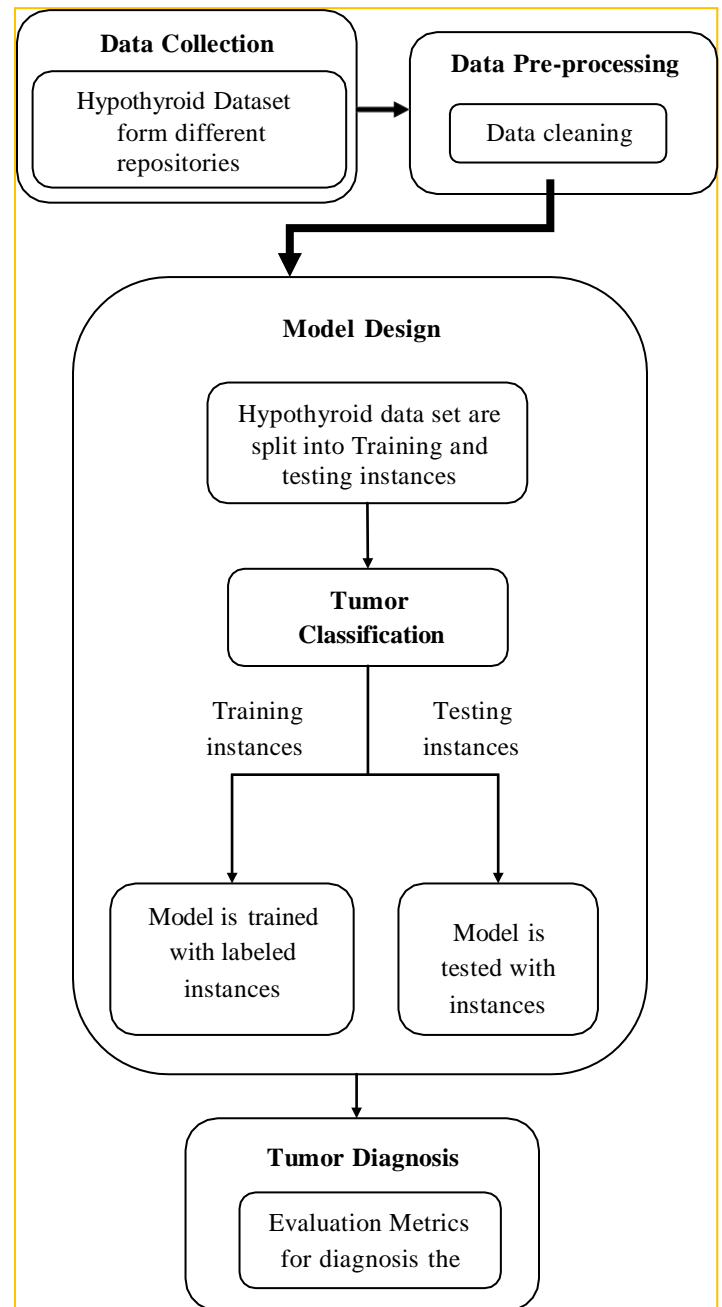 Data Collection
Hypothyroid Dataset
form different
repositories
Data Pre-processing
Data cleaning
Model Design
Hypothyroid data set are
split into Training and
testing instances
Tumor
Classification
Training
instances
Testing
instances
Model is trained
with labeled
instances
Model is
tested with
instances
Tumor Diagnosis
Evaluation Metrics
for diagnosis the